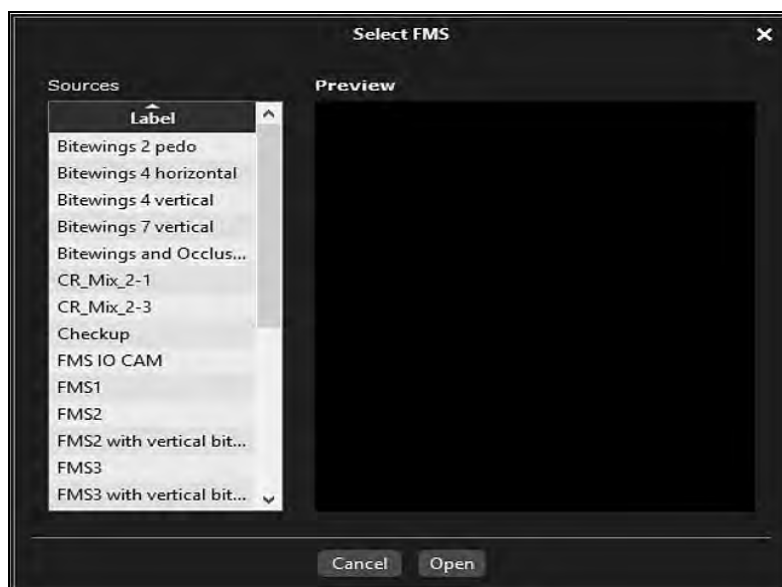 Select FMS
Sources
Preview
Label
Bitewings 2 pedo
Bitewings 4 horizontal
Bitewings 4 vertical
Bitewings 7 vertical
Bitewings and Occlus...
CR_Mix_2-1
CR_Mix_2-3
Checkup
FMS IO CAM
FMS1
FMS2
FMS2 with vertical bit...
FMS3
FMS3 with vertical bit...
Cancel Open